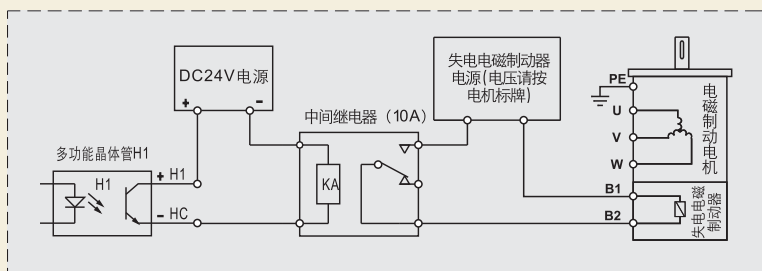 DC24V电源
+
-
失电电磁制动器
电源(电压请按
电机标牌)
中间继电器（10A）
多功能晶体管H1
H1
+ H1
- HC
KA
PE
U
V
W
B1
B2
电磁制动电机
失电电磁
制动器